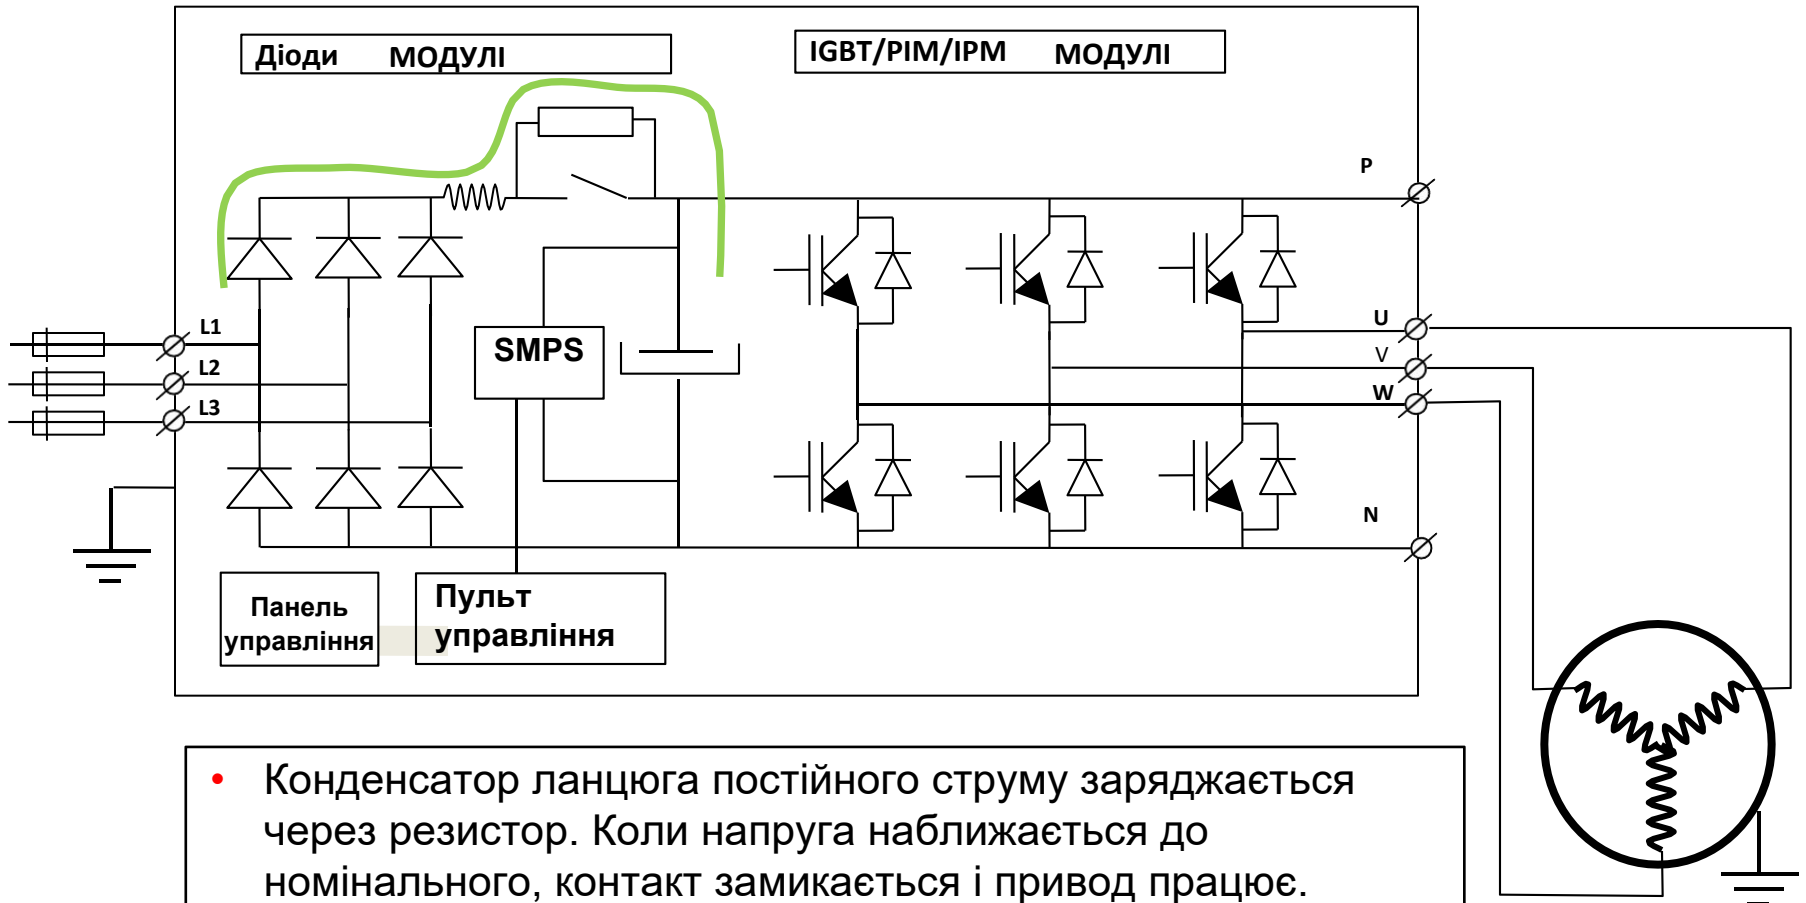 Діоди МОДУЛІ
IGBT/PIM/IPM МОДУЛІ
P
L1
L2
L3
SMPS
U
V
W
N
Панель
управління
Пульт
управління
• Конденсатор ланцюга постійного струму заряджається
через резистор. Коли напруга наближається до
номінального, контакт замикається і привод працює.